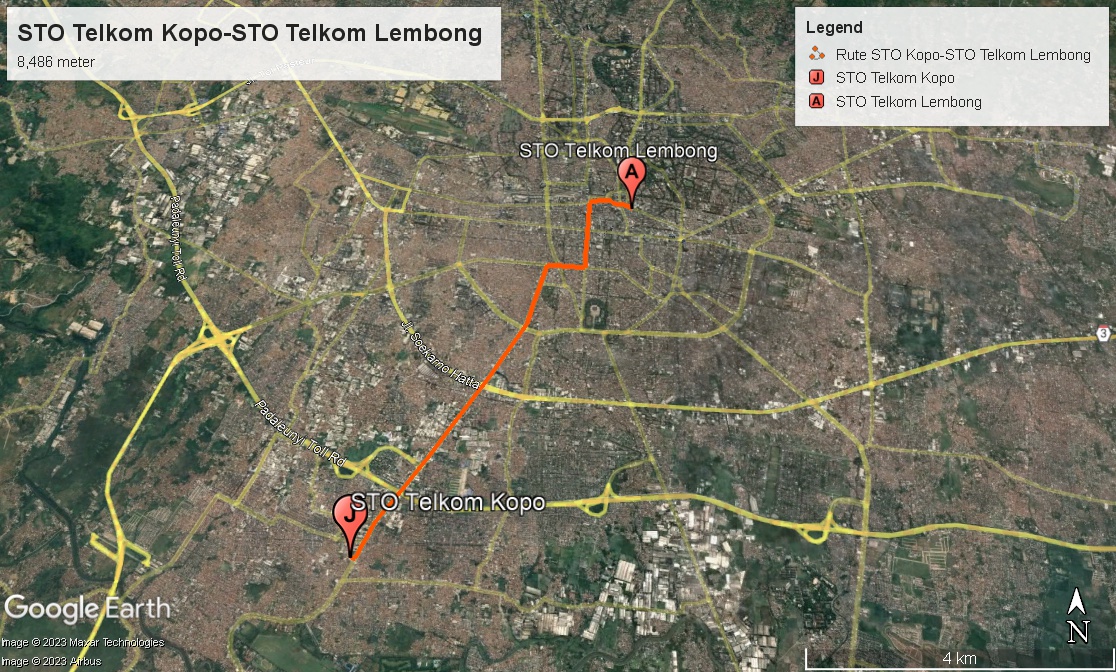 STO Telkom Kopo-STO Telkom Lembong
8,486 meter
Legend
Rute STO Kopo-STO Telkom Lembong
J STO Telkom Kopo
A STO Telkom Lembong
STO Telkom Lembong
A
Padaleunyi Toll Rd
3
Jl. Soekarno Hatta
Padaleunyi Toll Rd
STO Telkom Kopo
J
Google Earth
Image © 2023 Maxar Technologies
Image © 2023 Airbus
N
4 km